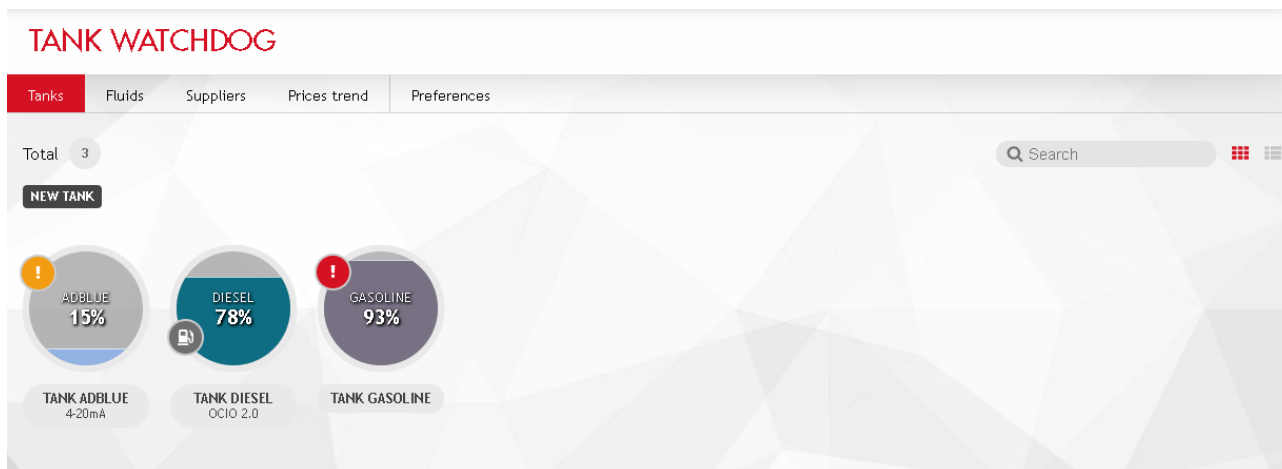 TANK WATCHDOG
Tanks Fluids Suppliers Prices trend Preferences
Total 3
Search
NEW TANK
!
!
ADBLUE
15%
DIESEL
78%
GASOLINE
93%
TANK ADBLUE
4-20mA
TANK DIESEL
OCIO 2.0
TANK GASOLINE